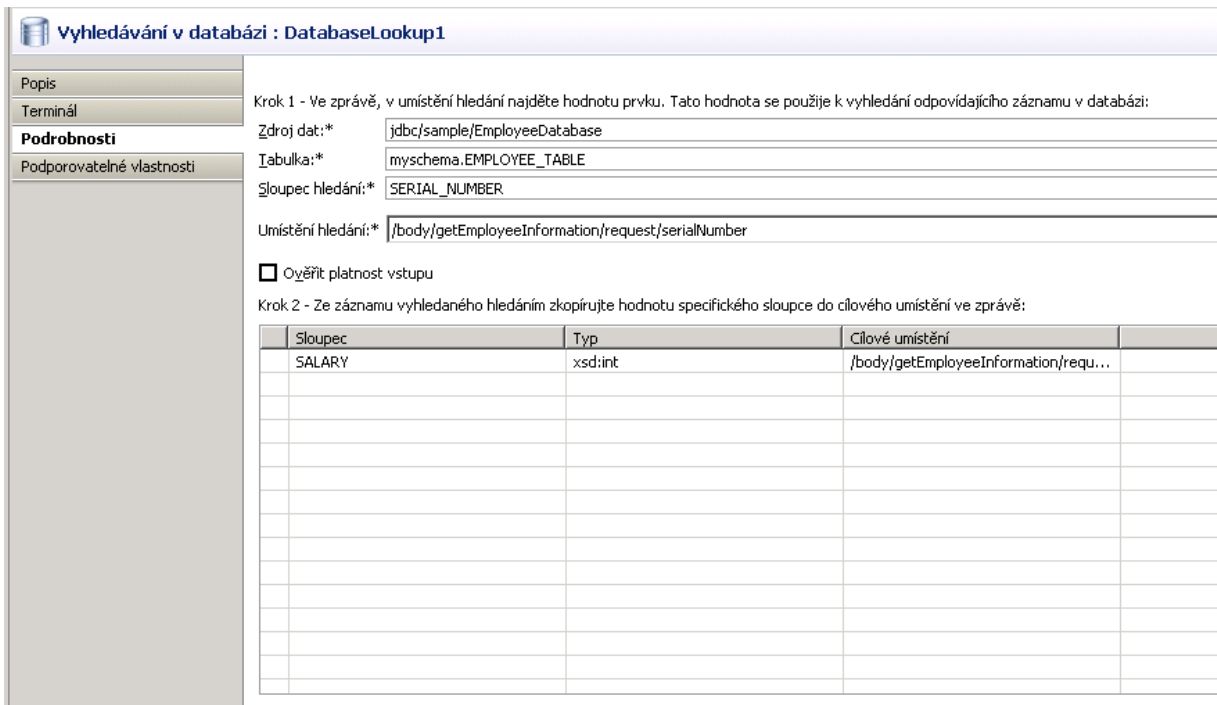 Vyhledávání v databázi : DatabaseLookup1
Popis
Terminál
Podrobnosti
Podporovatelné vlastnosti
Krok 1 - Ve zprávě, v umístění hledání najděte hodnotu prvku. Tato hodnota se použije k vyhledání odpovídajícího záznamu v databázi:
Zdroj dat:* jdbc/sample/EmployeeDatabase
Tabulka:* myschema.EMPLOYEE_TABLE
Sloupec hledání:* SERIAL_NUMBER
Umístění hledání:* /body/getEmployeeInformation/request/serialNumber
Ověřit platnost vstupu
Krok 2 - Ze záznamu vyhledaného hledáním zkopírujte hodnotu specifického sloupce do cílového umístění ve zprávě:
Sloupec Typ Cílové umístění
SALARY xsd:int /body/getEmployeeInformation/requ...